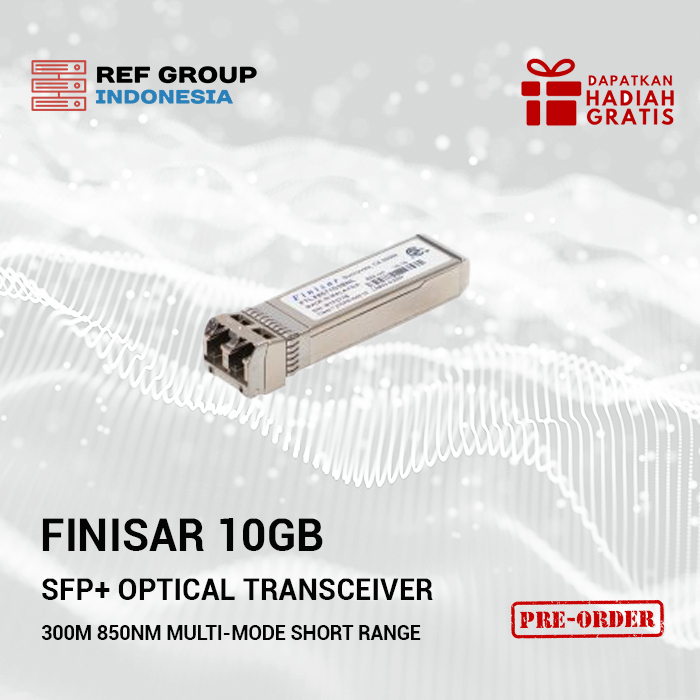 REF GROUP
INDONESIA
DAPATKAN
HADIAH
GRATIS
Finisar
FINISAR 10GB
SFP+ OPTICAL TRANSCEIVER
300M 850NM MULTI-MODE SHORT RANGE
PRE-ORDER